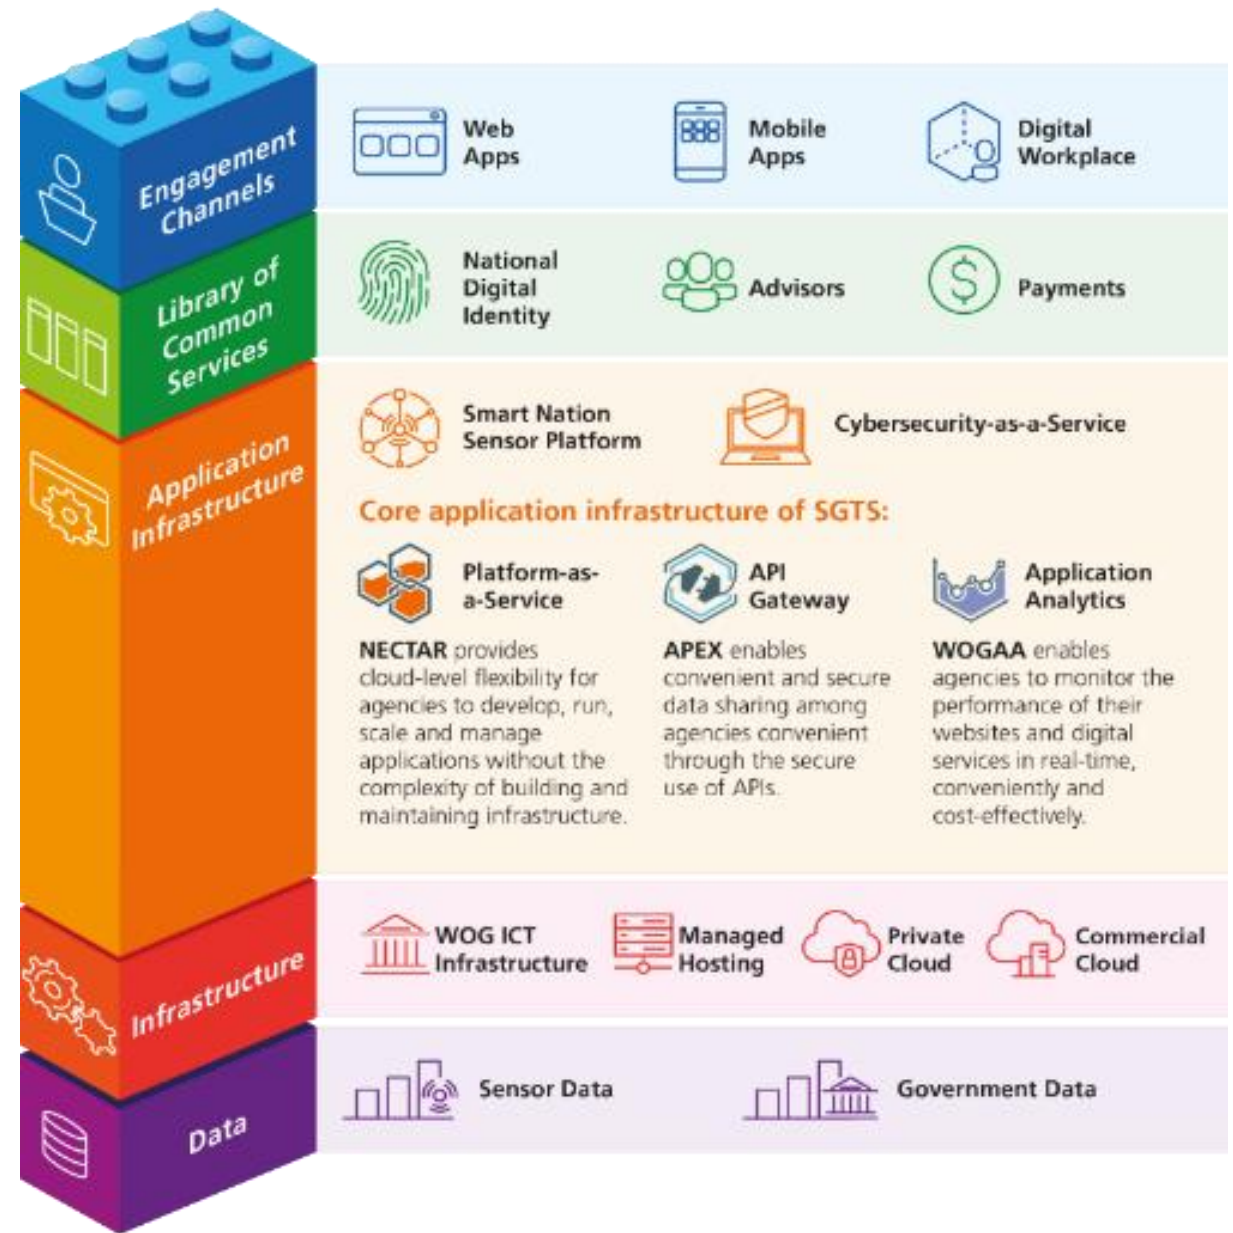 Engagement
Channels
Web
Apps
Mobile
Apps
Digital
Workplace
Library of
Common
Services
National
Digital
Identity
Advisors
Payments
Application
Infrastructure
Smart Nation
Sensor Platform
Cybersecurity-as-a-Service
Core application infrastructure of SGTS:
Platform-as-
a-Service
NECTAR provides
cloud-level flexibility for
agencies to develop, run,
scale and manage
applications without the
complexity of building and
maintaining infrastructure.
API
Gateway
APEX enables
convenient and secure
data sharing among
agencies convenient
through the secure
use of APIs.
Application
Analytics
WOGAA enables
agencies to monitor the
performance of their
websites and digital
services in real-time,
conveniently and
cost-effectively.
Infrastructure
WOG ICT
Infrastructure
Managed
Hosting
Private
Cloud
Commercial
Cloud
Data
Sensor Data
Government Data